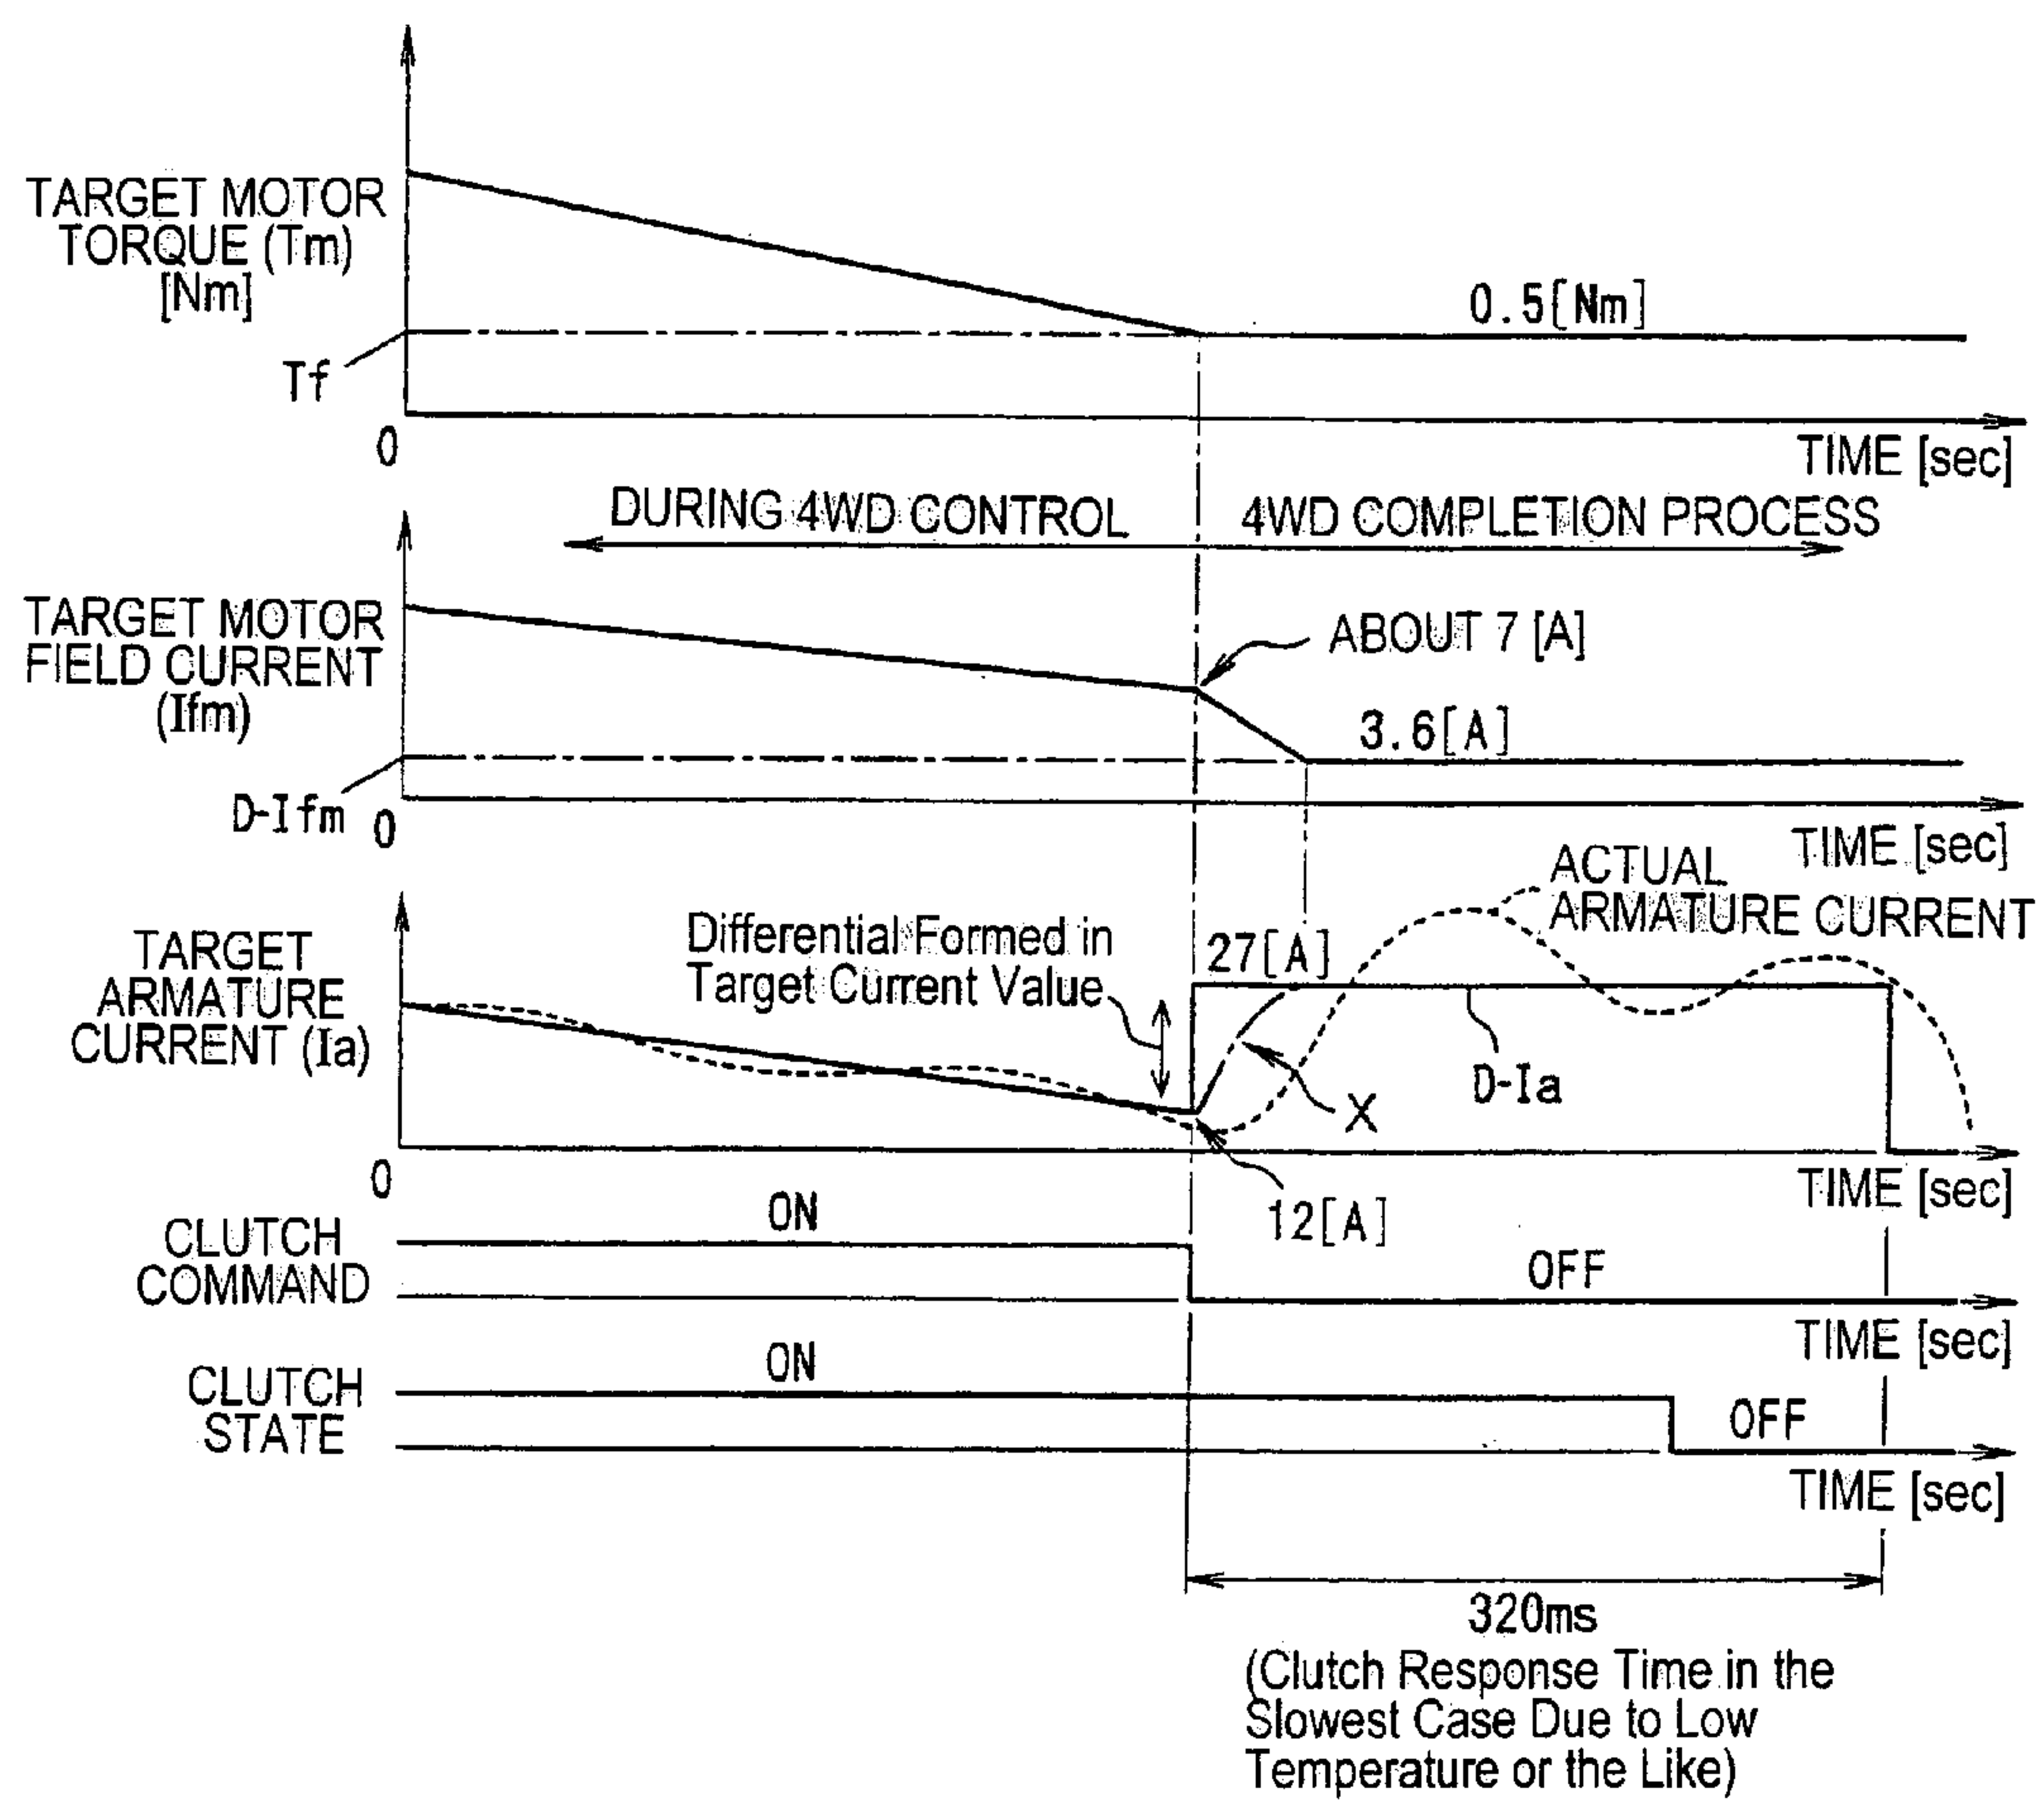 TARGET MOTOR
TORQUE (Tm)
[Nm]
0.5[Nm]
Tf
0
TIME [sec]
DURING 4WD CONTROL
4WD COMPLETION PROCESS
TARGET MOTOR
FIELD CURRENT
(Ifm)
ABOUT 7 [A]
3.6[A]
D-Ifm
0
TIME [sec]
ACTUAL
ARMATURE CURRENT
TARGET
ARMATURE
CURRENT (Ia)
Differential Formed in
Target Current Value
27[A]
D-Ia
X
0
TIME [sec]
12[A]
CLUTCH
COMMAND
ON
OFF
TIME [sec]
CLUTCH
STATE
ON
OFF
TIME [sec]
320ms
(Clutch Response Time in the
Slowest Case Due to Low
Temperature or the Like)